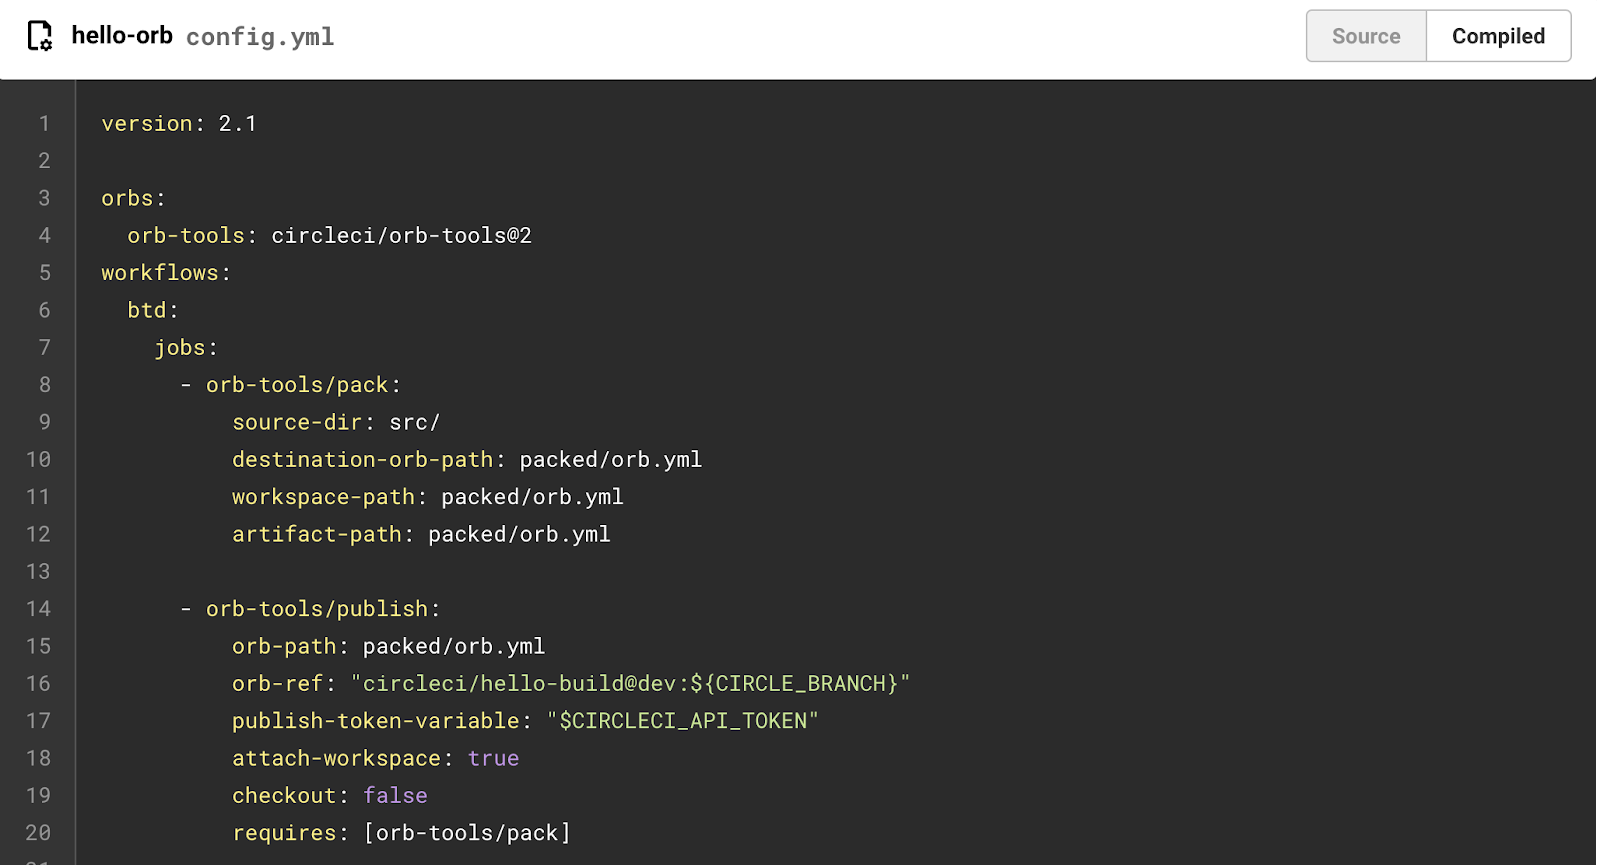 hello-orb config.yml Source Compiled
1 version: 2.1
2
3 orbs:
4   orb-tools: circleci/orb-tools@2
5 workflows:
6   btd:
7     jobs:
8       - orb-tools/pack:
9           source-dir: src/
10           destination-orb-path: packed/orb.yml
11           workspace-path: packed/orb.yml
12           artifact-path: packed/orb.yml
13
14       - orb-tools/publish:
15           orb-path: packed/orb.yml
16           orb-ref: "circleci/hello-build@dev:${CIRCLE_BRANCH}"
17           publish-token-variable: "$CIRCLECI_API_TOKEN"
18           attach-workspace: true
19           checkout: false
20           requires: [orb-tools/pack]